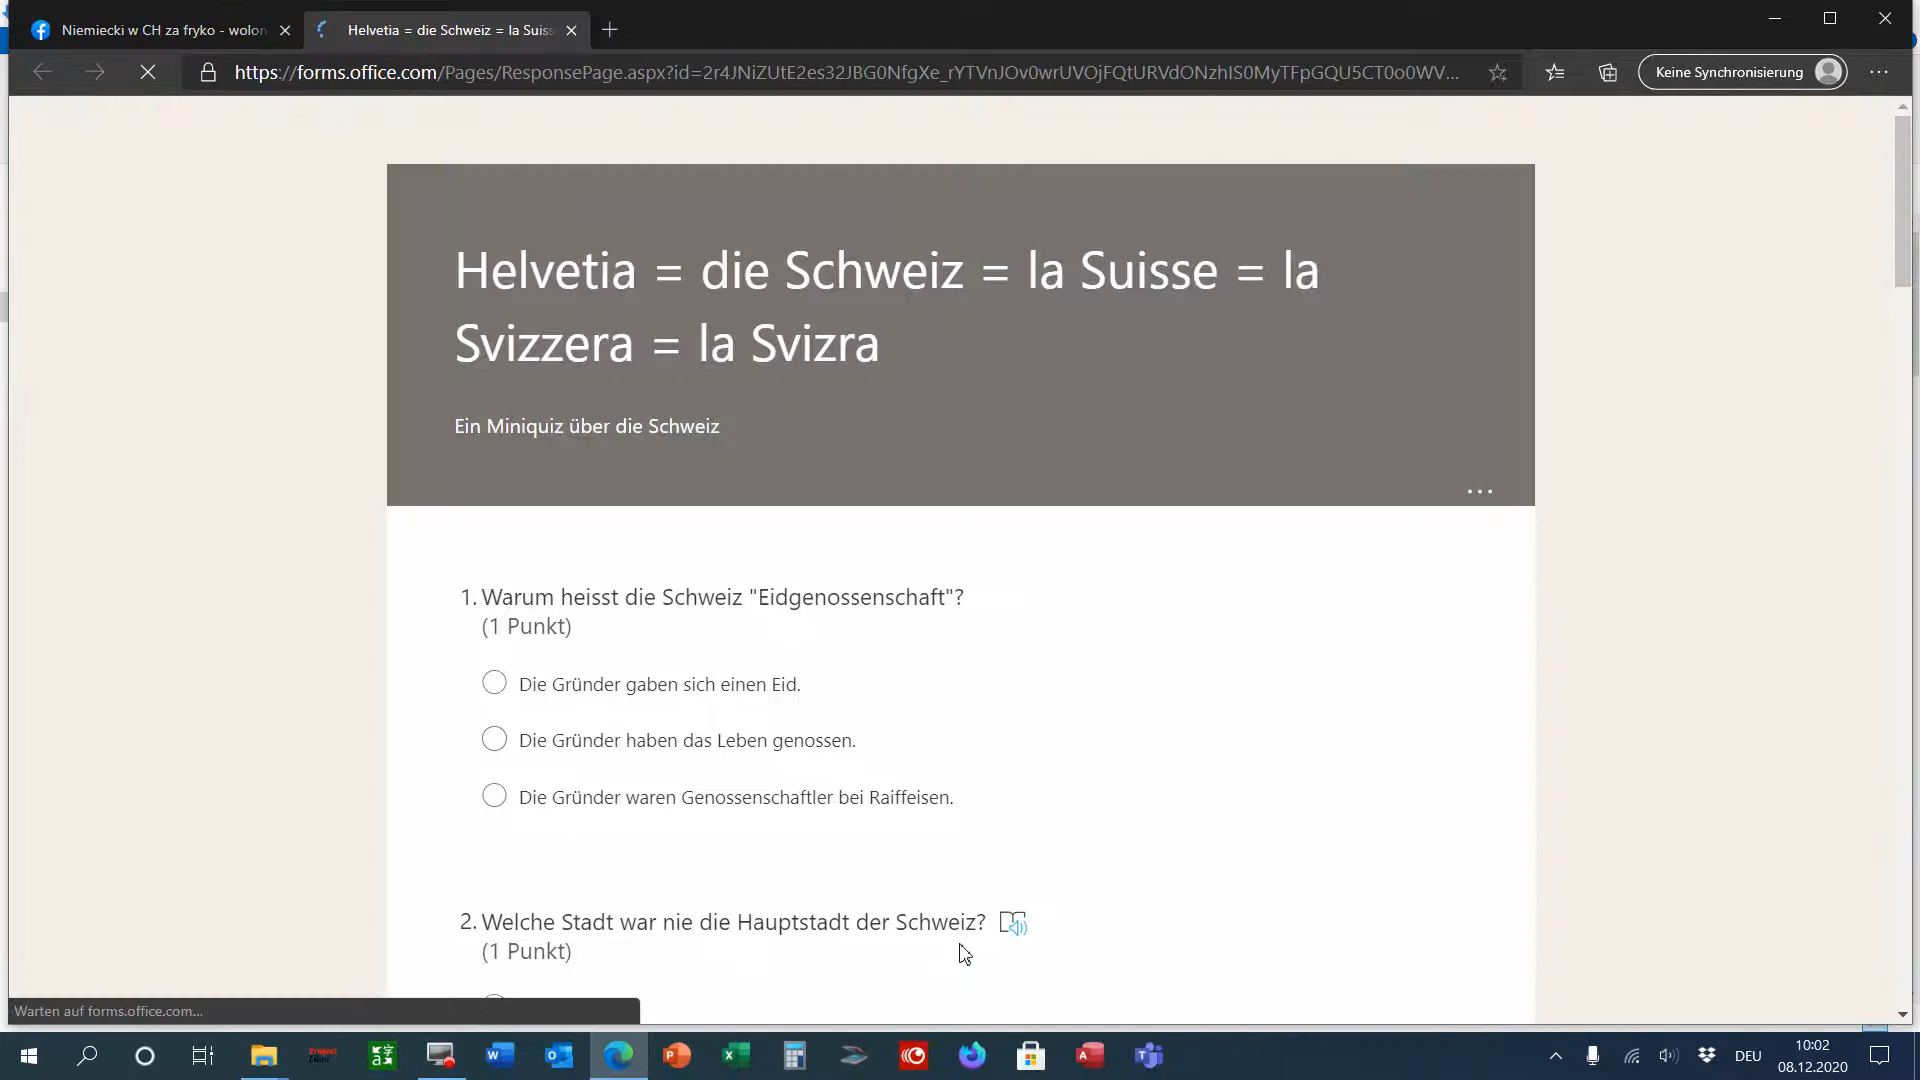 Niemiecki w CH za fryko - wolon
Helvetia = die Schweiz = la Suiss
https://forms.office.com/Pages/ResponsePage.aspx?id=2r4JNiZUtE2es32JBG0NfgXe_rYTVnJOv0wrUVOjFQtURVdONzhIS0MyTFpGQU5CT0o0WV...
Keine Synchronisierung
Helvetia = die Schweiz = la Suisse = la
Svizzera = la Svizra
Ein Miniquiz über die Schweiz
1. Warum heisst die Schweiz "Eidgenossenschaft"?
(1 Punkt)
Die Gründer gaben sich einen Eid.
Die Gründer haben das Leben genossen.
Die Gründer waren Genossenschaftler bei Raiffeisen.
2. Welche Stadt war nie die Hauptstadt der Schweiz?
(1 Punkt)
Warten auf forms.office.com...
DEU
10:02
08.12.2020